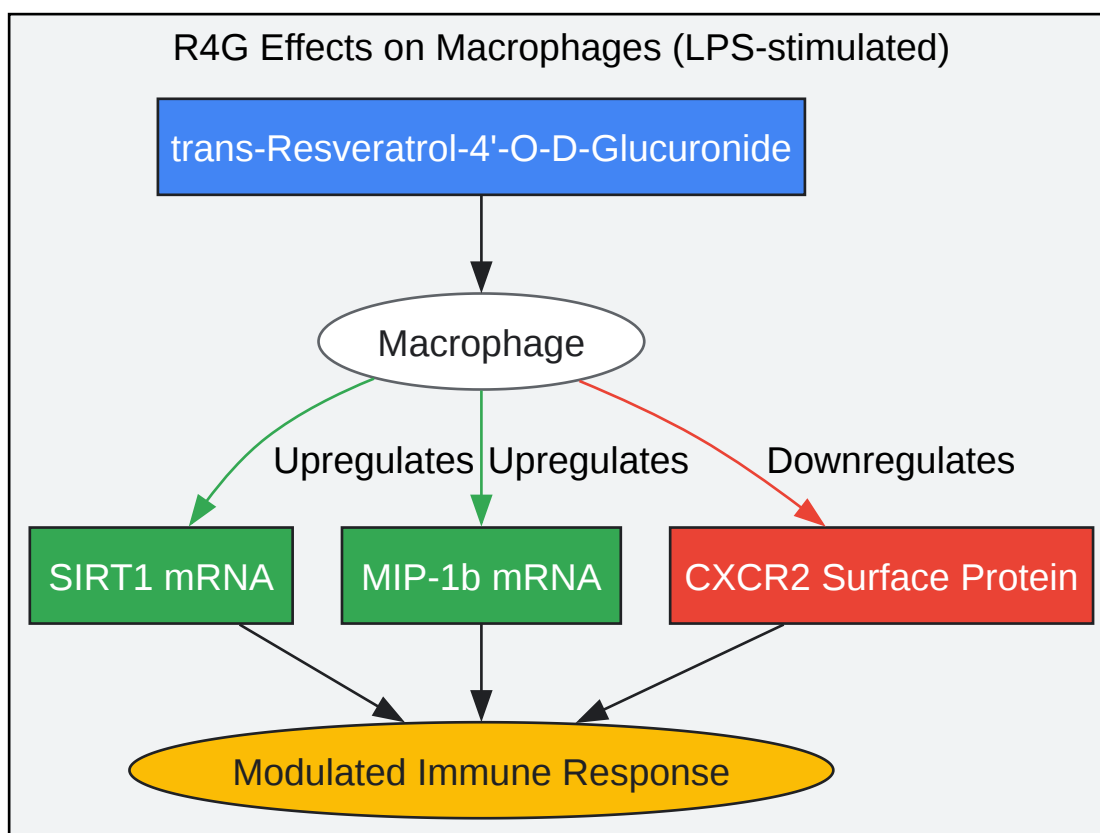 R4G Effects on Macrophages (LPS-stimulated)
trans-Resveratrol-4'-O-D-Glucuronide
Macrophage
Upregulates
Upregulates
Downregulates
SIRT1 mRNA
MIP-1b mRNA
CXCR2 Surface Protein
Modulated Immune Response